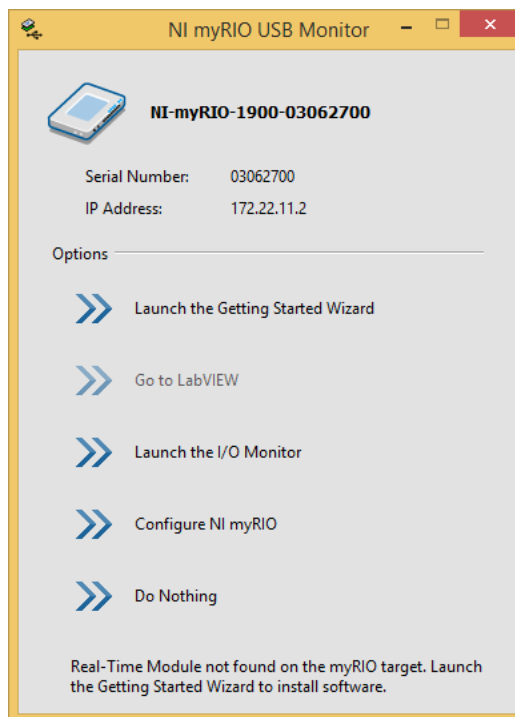 NI myRIO USB Monitor
NI-myRIO-1900-03062700
Serial Number: 03062700
IP Address: 172.22.11.2
Options
Launch the Getting Started Wizard
Go to LabVIEW
Launch the I/O Monitor
Configure NI myRIO
Do Nothing
Real-Time Module not found on the myRIO target. Launch
the Getting Started Wizard to install software.